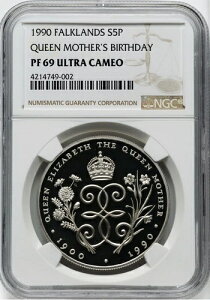 1990 FALKLANDS S5P
QUEEN MOTHER'S BIRTHDAY
PF 69 ULTRA CAMEO
4214749-002
NGC
NUMISMATIC GUARANTY CORPORATION
QUEEN ELIZABETH THE QUEEN MOTHER
1900
1990